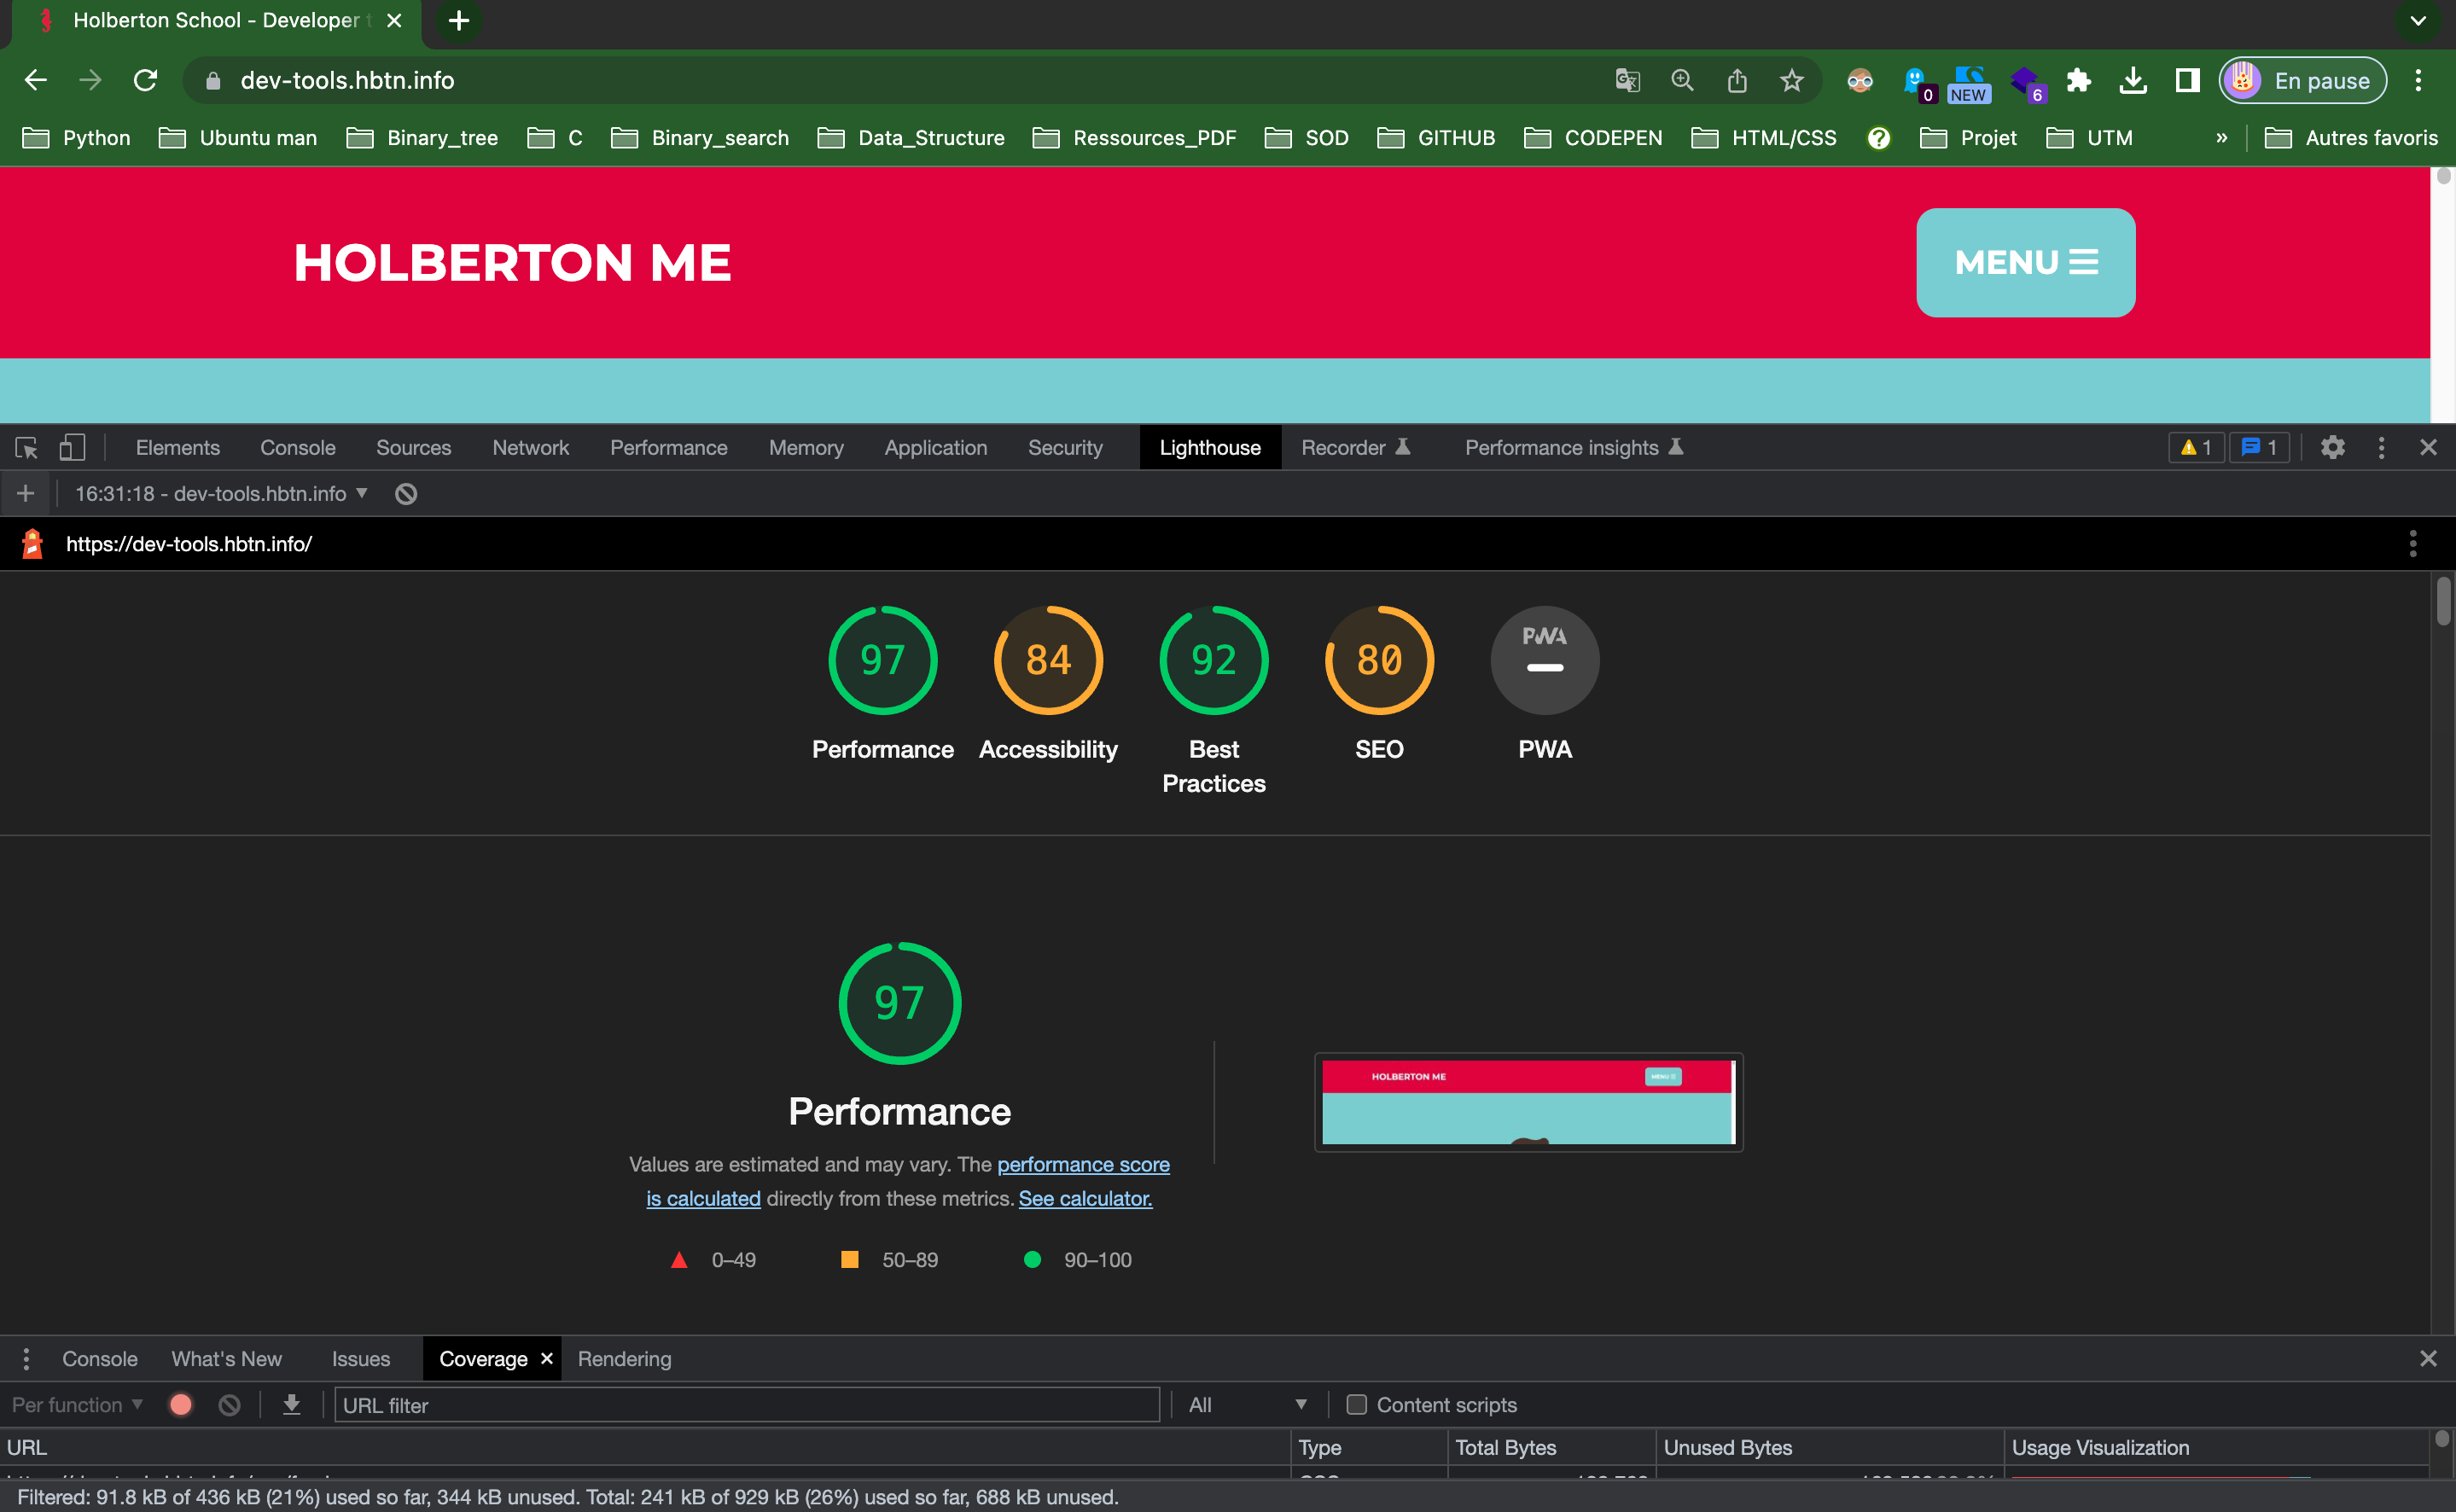 Holberton School - Developer t
dev-tools.hbtn.info
0
NEW
6
En pause
Python
Ubuntu man
Binary_tree
C
Binary_search
Data_Structure
Ressources_PDF
SOD
GITHUB
CODEPEN
HTML/CSS
Projet
UTM
»
Autres favoris
HOLBERTON ME
MENU
Elements
Console
Sources
Network
Performance
Memory
Application
Security
Lighthouse
Recorder
Performance insights
1
1
16:31:18 - dev-tools.hbtn.info
https://dev-tools.hbtn.info/
97
84
92
80
PWA
Performance
Accessibility
Best
Practices
SEO
PWA
97
Performance
HOLBERTON ME
MENU
Values are estimated and may vary. The performance score
is calculated directly from these metrics. See calculator.
0–49
50–89
90–100
Console
What's New
Issues
Coverage
Rendering
Per function
URL filter
All
Content scripts
URL
Type
Total Bytes
Unused Bytes
Usage Visualization
Filtered: 91.8 kB of 436 kB (21%) used so far, 344 kB unused. Total: 241 kB of 929 kB (26%) used so far, 688 kB unused.